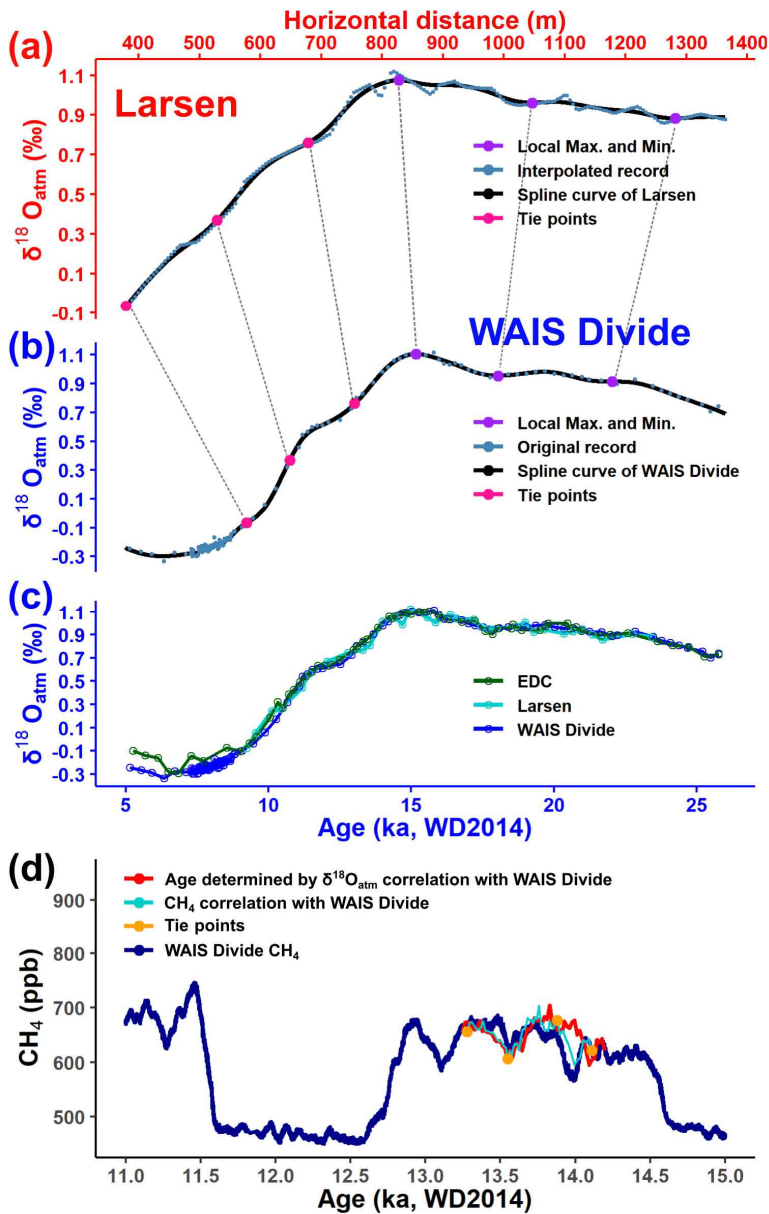 Horizontal distance (m)
(a)
400 500 600 700 800 900 1000 1100 1200 1300 1400
Larsen
δ¹⁸ Oatm (‰)
1.1
0.9
0.7
0.5
0.3
0.1
-0.1
Local Max. and Min.
Interpolated record
Spline curve of Larsen
Tie points
(b)
WAIS Divide
δ¹⁸ Oatm (‰)
1.1
0.9
0.7
0.5
0.3
0.1
-0.1
-0.3
Local Max. and Min.
Original record
Spline curve of WAIS Divide
Tie points
(c)
δ¹⁸ Oatm (‰)
1.1
0.9
0.7
0.5
0.3
0.1
-0.1
-0.3
EDC
Larsen
WAIS Divide
5 10 15 20 25
Age (ka, WD2014)
(d)
Age determined by δ¹⁸Oatm correlation with WAIS Divide
CH₄ correlation with WAIS Divide
Tie points
WAIS Divide CH₄
CH₄ (ppb)
900
800
700
600
500
11.0 11.5 12.0 12.5 13.0 13.5 14.0 14.5 15.0
Age (ka, WD2014)